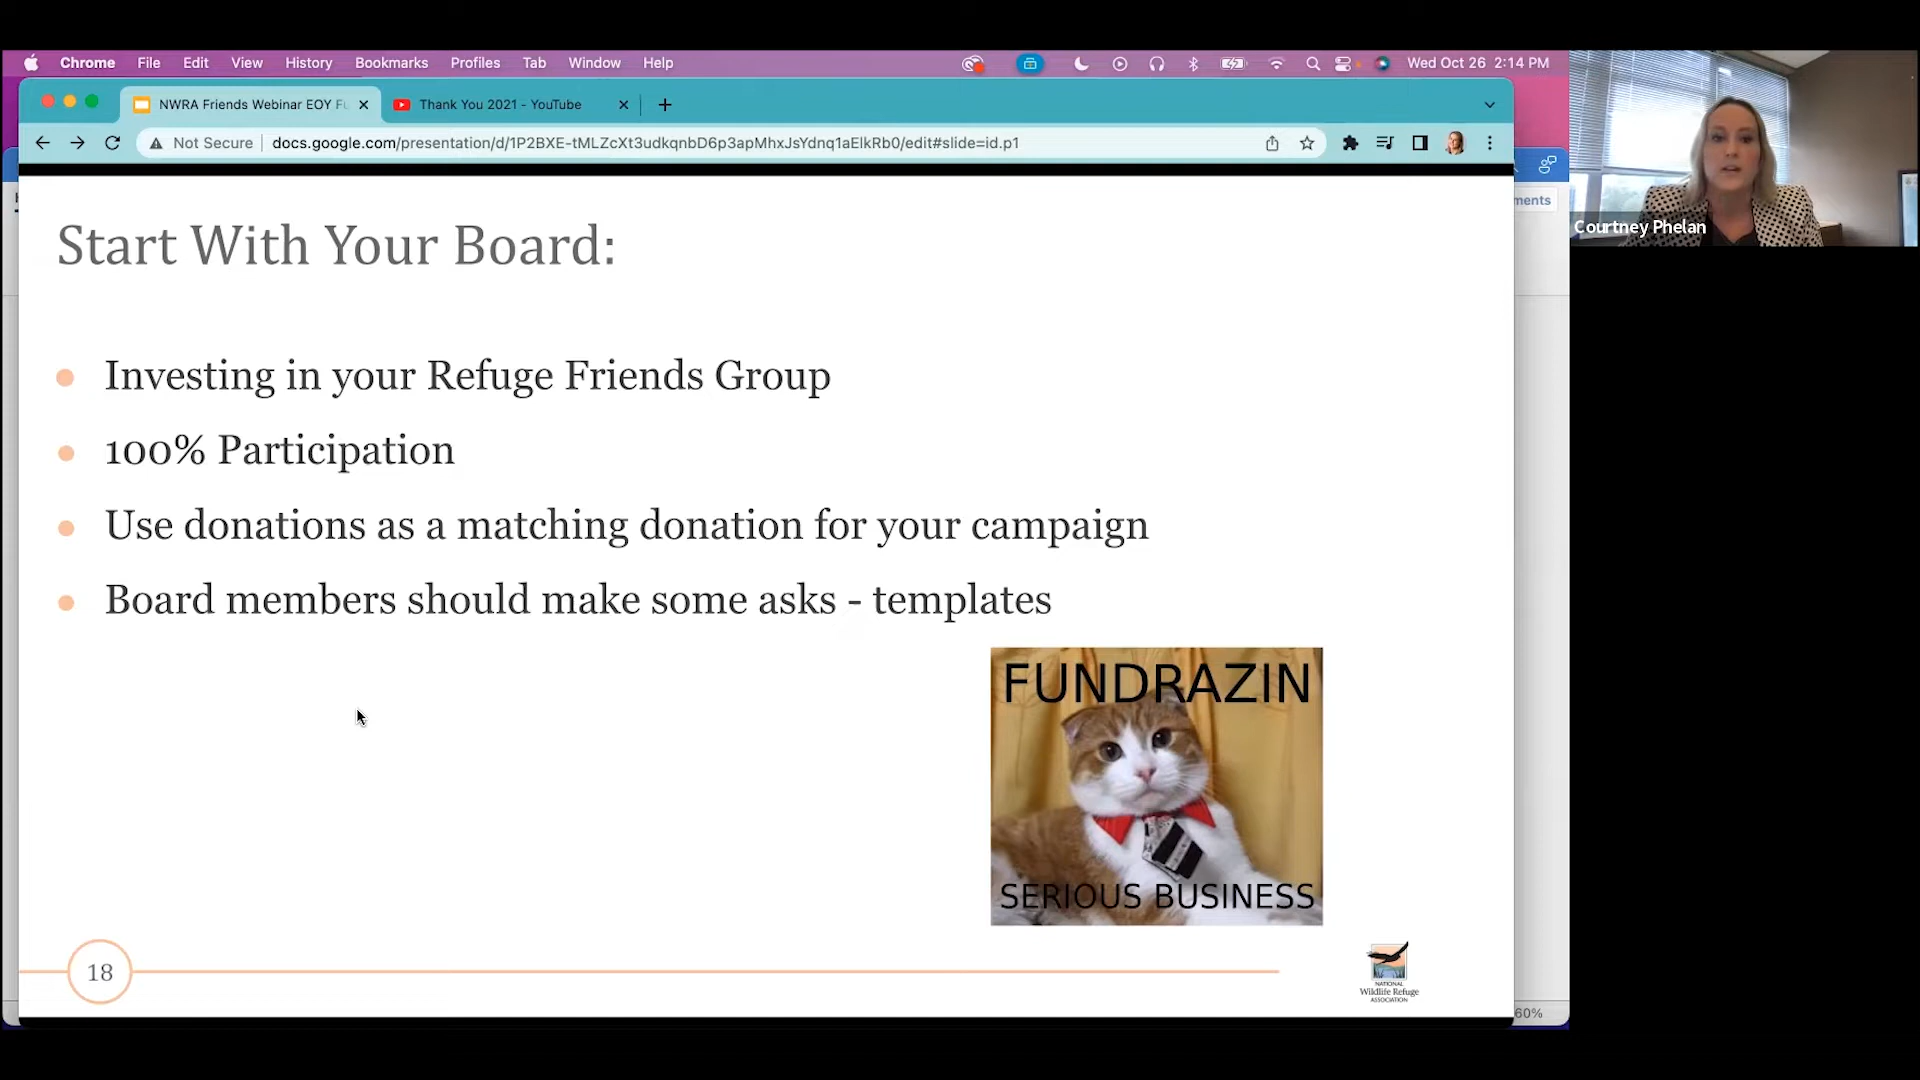 Chrome File Edit View History Bookmarks Profiles Tab Window Help Wed Oct 26 2:14 PM
NWRA Friends Webinar EOY Fu Thank You 2021 - YouTube
Not Secure docs.google.com/presentation/d/1P2BXE-tMLZcXt3udkqnbD6p3apMhxJsYdnq1aElkRb0/edit#slide=id.p1
ments
Courtney Phelan
Start With Your Board:
Investing in your Refuge Friends Group
100% Participation
Use donations as a matching donation for your campaign
Board members should make some asks - templates
FUNDRAZIN
SERIOUS BUSINESS
18
NATIONAL
Wildlife Refuge
ASSOCIATION
60%